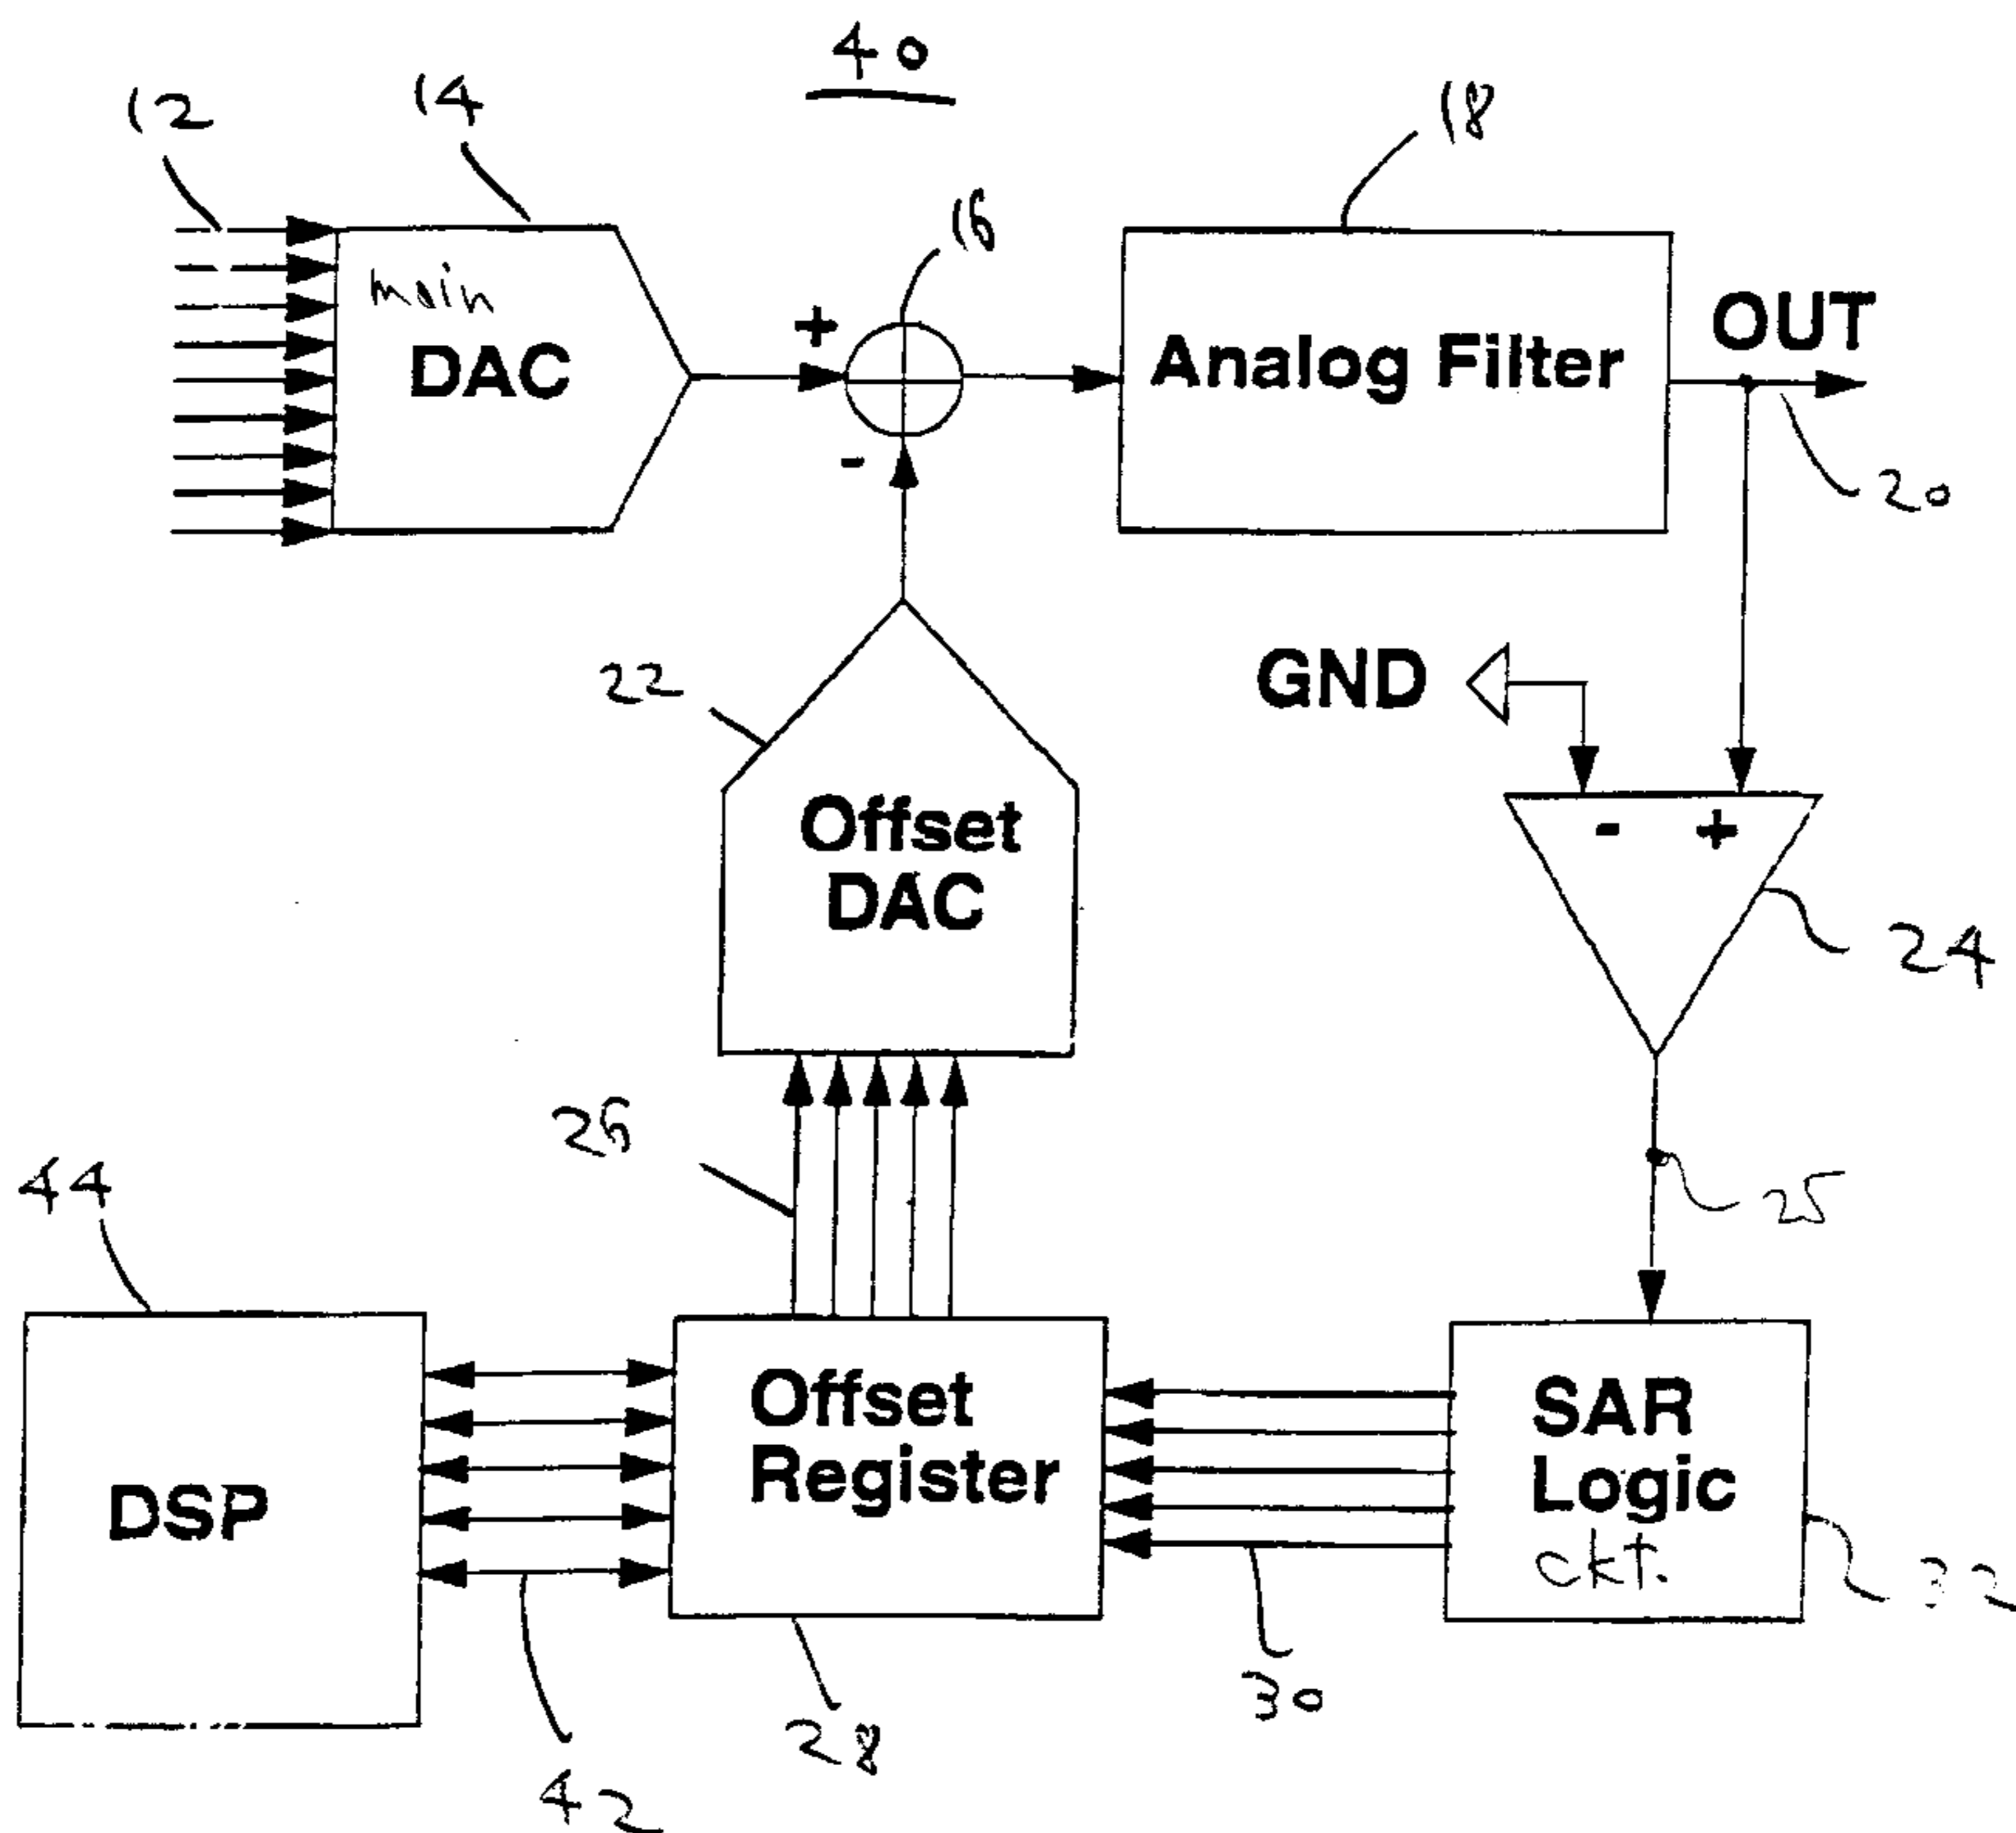 40
12
14
18
16
main
DAC
+
-
Analog Filter
OUT
20
22
GND
- +
Offset
DAC
24
26
25
44
DSP
Offset
Register
SAR
Logic
ckt.
32
30
28
42